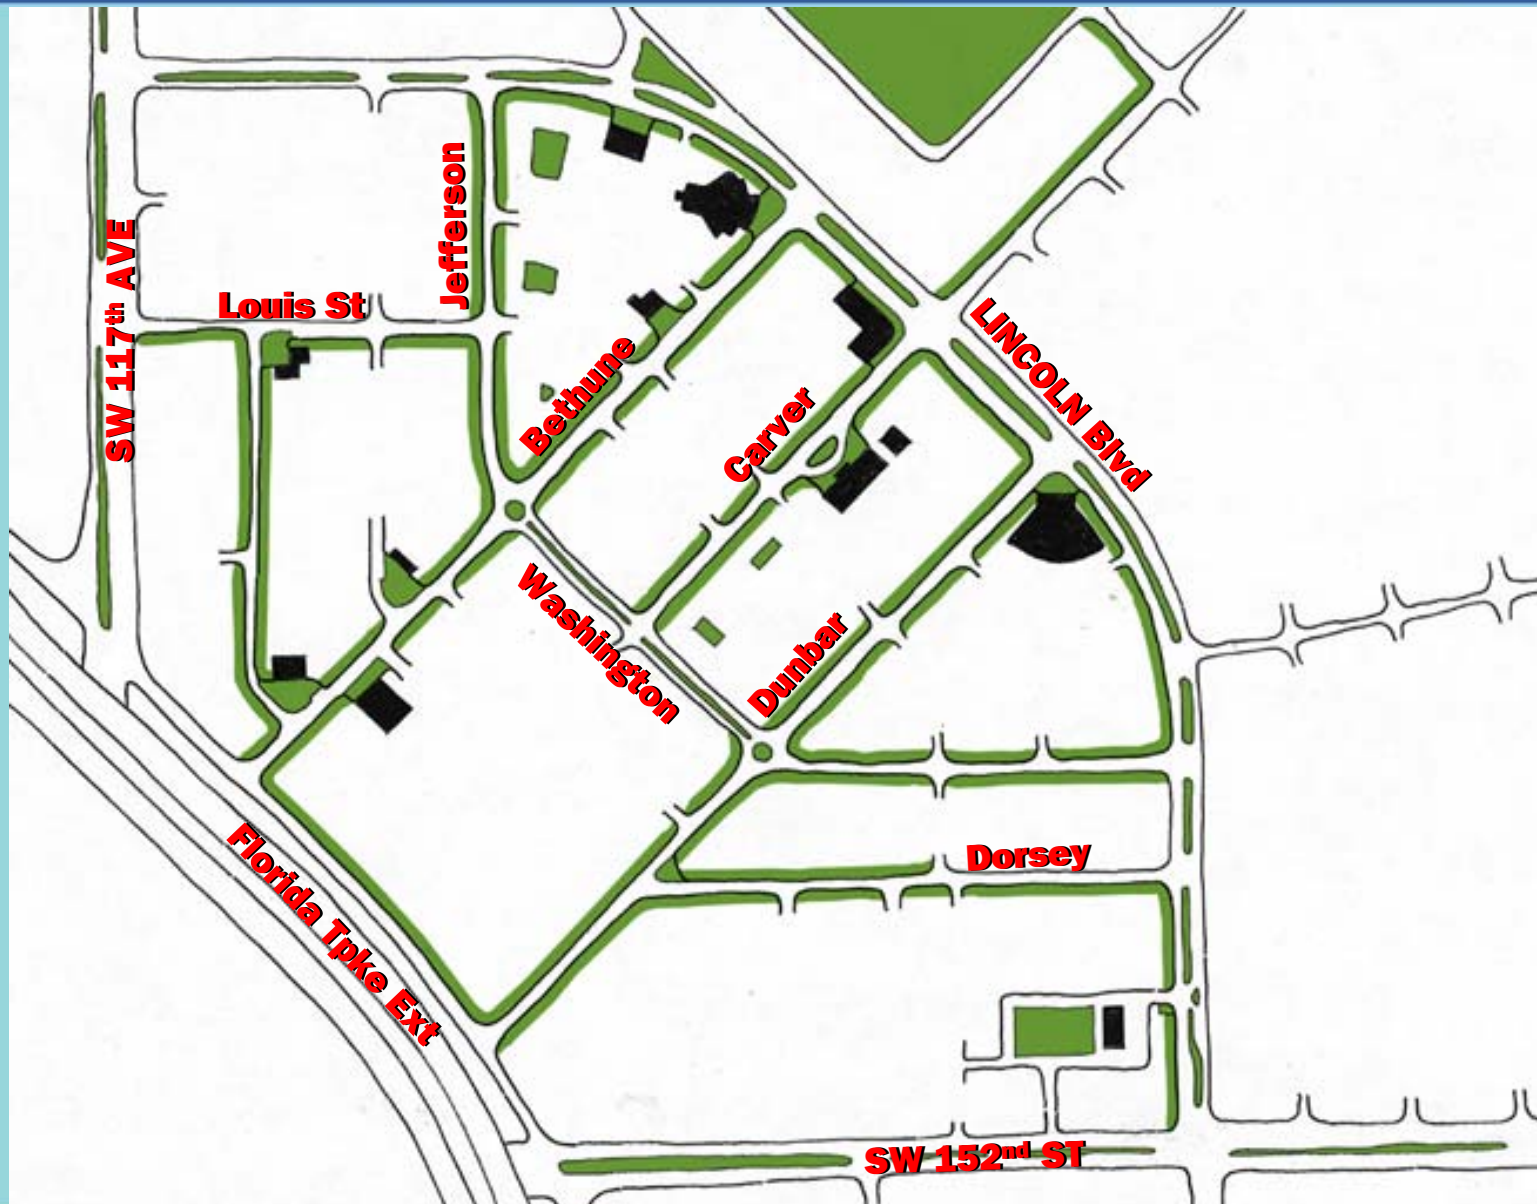 Jefferson
SW 117th AVE
Louis St
LINCOLN Blvd
Bethune
Carver
Washington
Dunbar
Florida Tpke Ext
Dorsey
SW 152nd ST